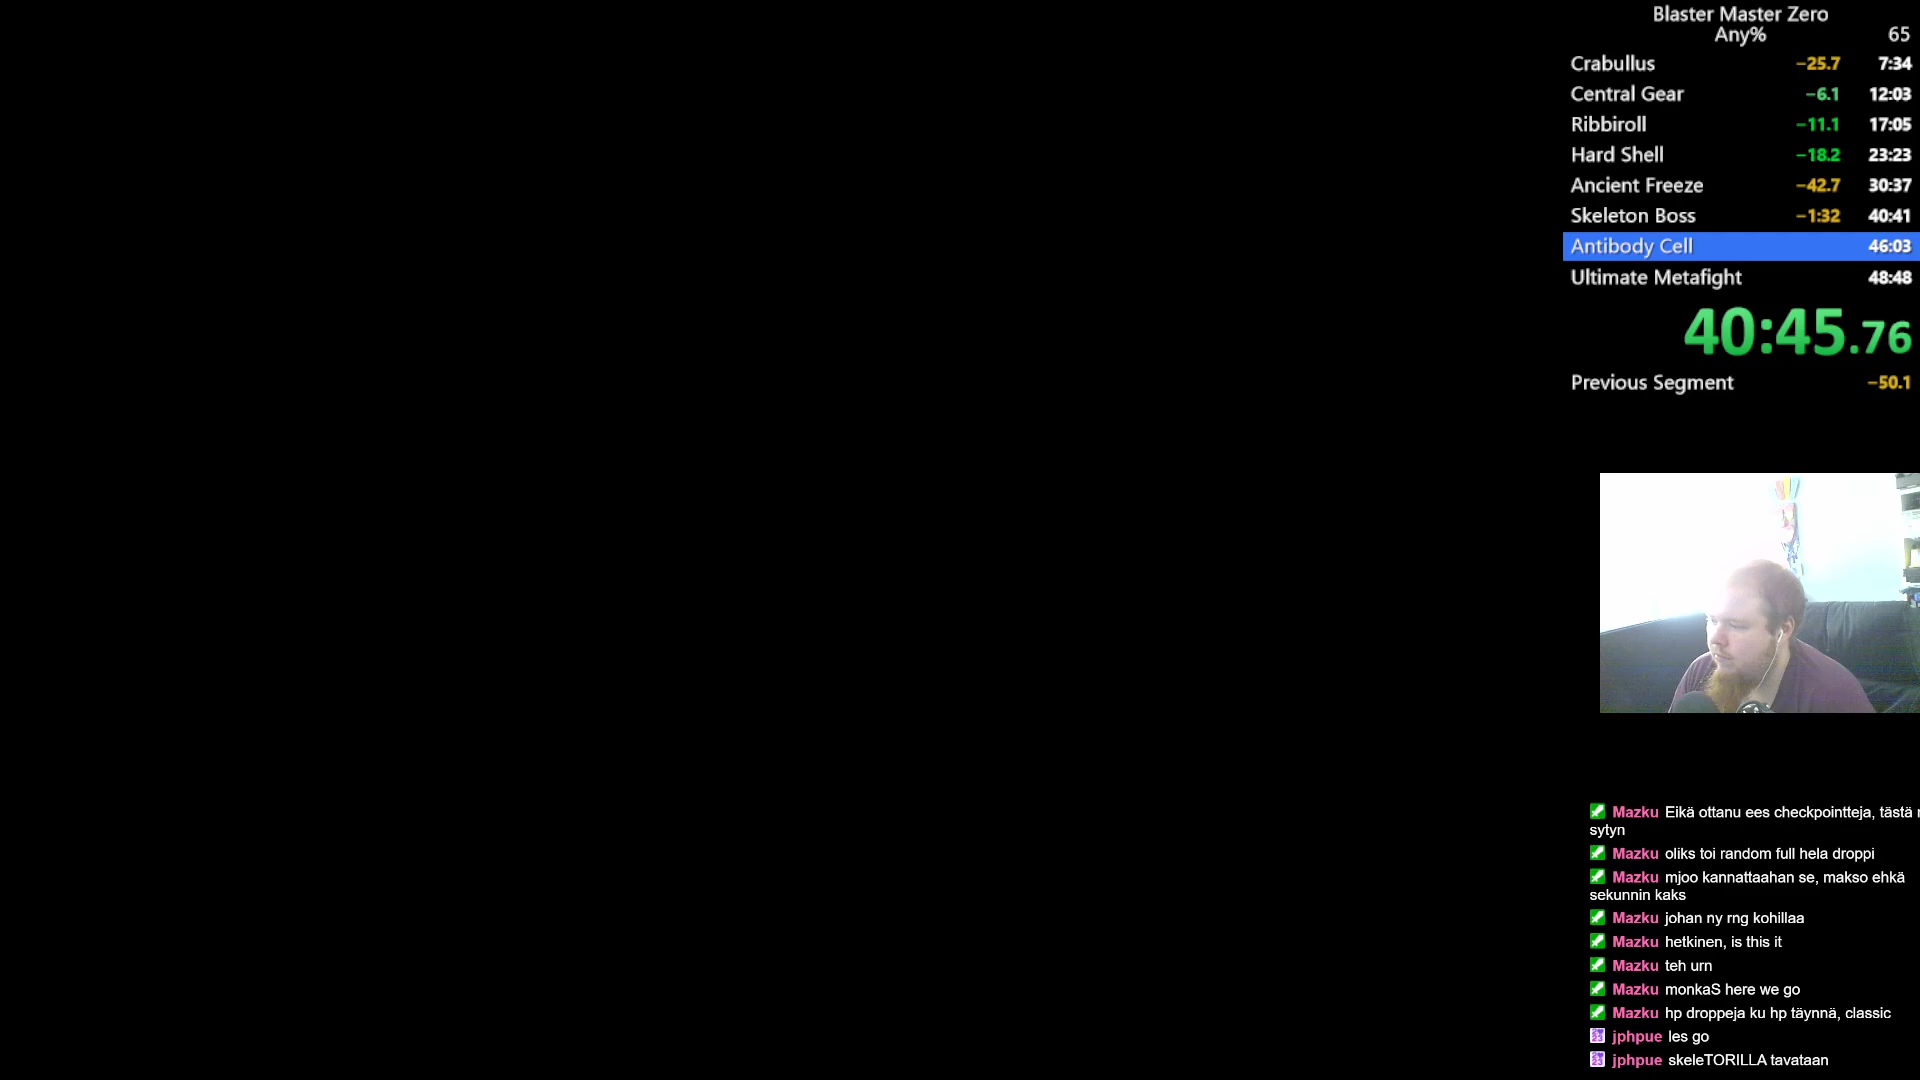 Blaster Master Zero
Any% 65
Crabullus −25.7 7:34
Central Gear −6.1 12:03
Ribbiroll −11.1 17:05
Hard Shell −18.2 23:23
Ancient Freeze −42.7 30:37
Skeleton Boss −1:32 40:41
Antibody Cell 46:03
Ultimate Metafight 48:48
40:45.76
Previous Segment −50.1
Mazku Eikä ottanu ees checkpointteja, tästä
sytyn
Mazku oliks toi random full hela droppi
Mazku mjoo kannattaahan se, makso ehkä
sekunnin kaks
Mazku johan ny rng kohillaa
Mazku hetkinen, is this it
Mazku teh urn
Mazku monkaS here we go
Mazku hp droppeja ku hp täynnä, classic
jphpue les go
jphpue skeleTORILLA tavataan